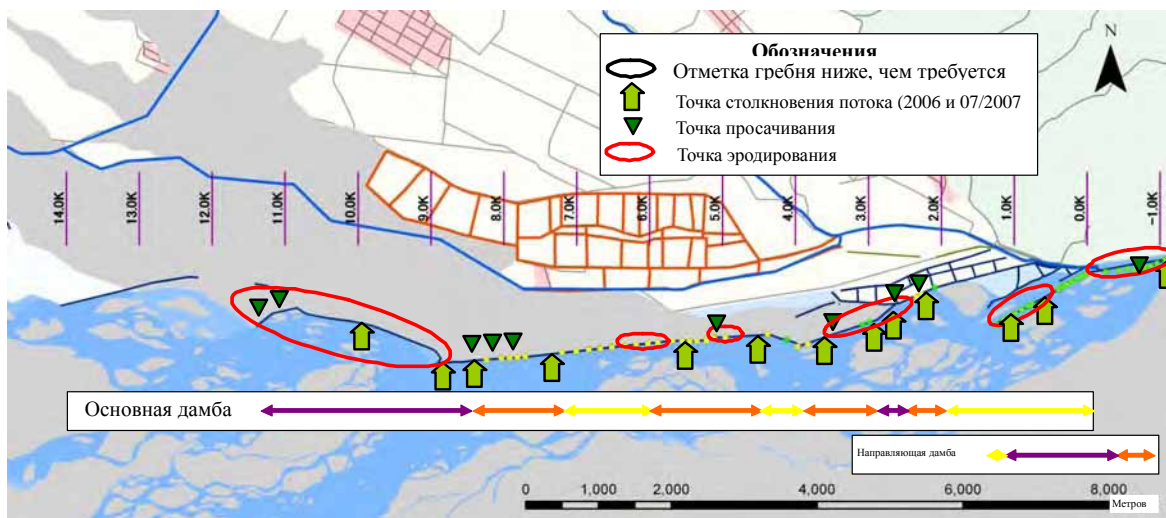 Обозначения
N
Отметка гребня ниже, чем требуется
Точка столкновения потока (2006 и 07/2007
Точка просачивания
Точка эродирования
14.0K
13.0K
12.0K
11.0K
10.0K
9.0K
8.0K
7.0K
6.0K
5.0K
4.0K
3.0K
2.0K
1.0K
0.0K
-1.0K
Основная дамба
Направляющая дамба
0 1,000 2,000 4,000 6,000 8,000
Метров